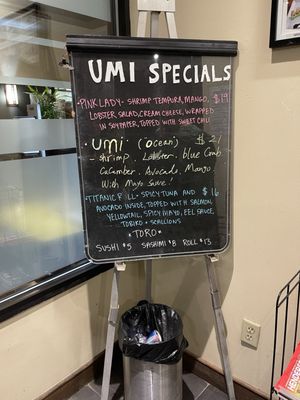 UMI SPECIALS
PINK LADY- SHRIMP TEMPURA, MANGO, $19
LOBSTER SALAD, CREAM CHEESE, WRAPPED
IN SOYPAPER, TOPPED WITH SWEET CHILI
umi: (ocean) $21
- shrimp, Lobster, blue Crab
Cucumber, Avocado, Mango
With Mayo Sauce!
TITANIC ROLL- SPICY TUNA AND $16
AVOCADO INSIDE, TOPPED WITH SALMON,
YELLOWTAIL, SPICY MAYO, EEL SAUCE,
TOBIKO + SCALLIONS
*TORO*
SUSHI $5 SASHIMI $8 ROLL $13